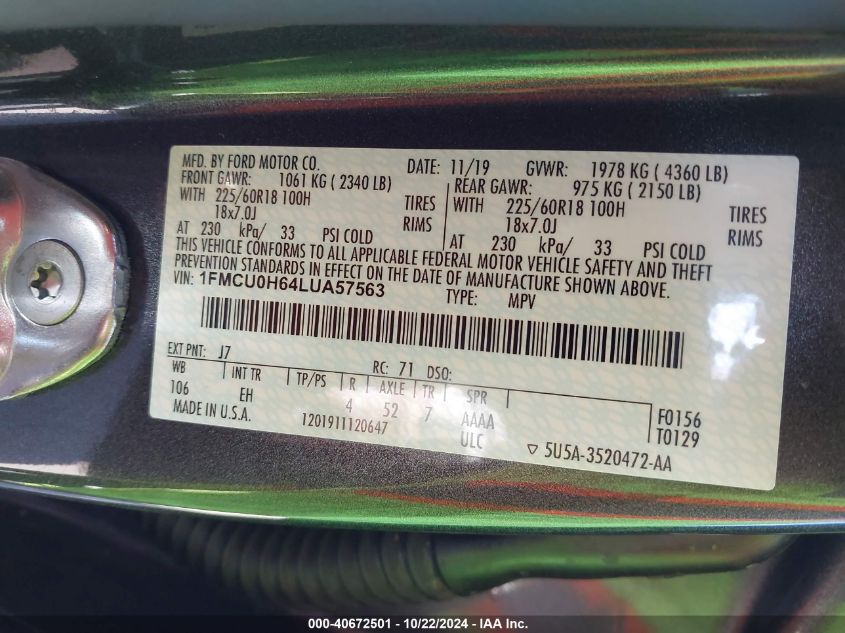 MFD. BY FORD MOTOR CO. DATE: 11/19 GVWR: 1978 KG ( 4360 LB)
FRONT GAWR: 1061 KG ( 2340 LB) REAR GAWR: 975 KG ( 2150 LB)
WITH 225/60R18 100H TIRES WITH 225/60R18 100H TIRES
18x7.0J RIMS 18x7.0J RIMS
AT 230 kPa/ 33 PSI COLD AT 230 kPa/ 33 PSI COLD
THIS VEHICLE CONFORMS TO ALL APPLICABLE FEDERAL MOTOR VEHICLE SAFETY AND THEFT
PREVENTION STANDARDS IN EFFECT ON THE DATE OF MANUFACTURE SHOWN ABOVE.
VIN: 1FMCU0H64LUA57563 TYPE: MPV
EXT PNT: J7 RC: 71 DSO:
WB INT TR TP/PS R AXLE TR SPR
106 EH 4 52 7 AAAA F0156
MADE IN U.S.A. 1201911120647 ULC T0129
5U5A-3520472-AA
000-40672501 - 10/22/2024 - IAA Inc.